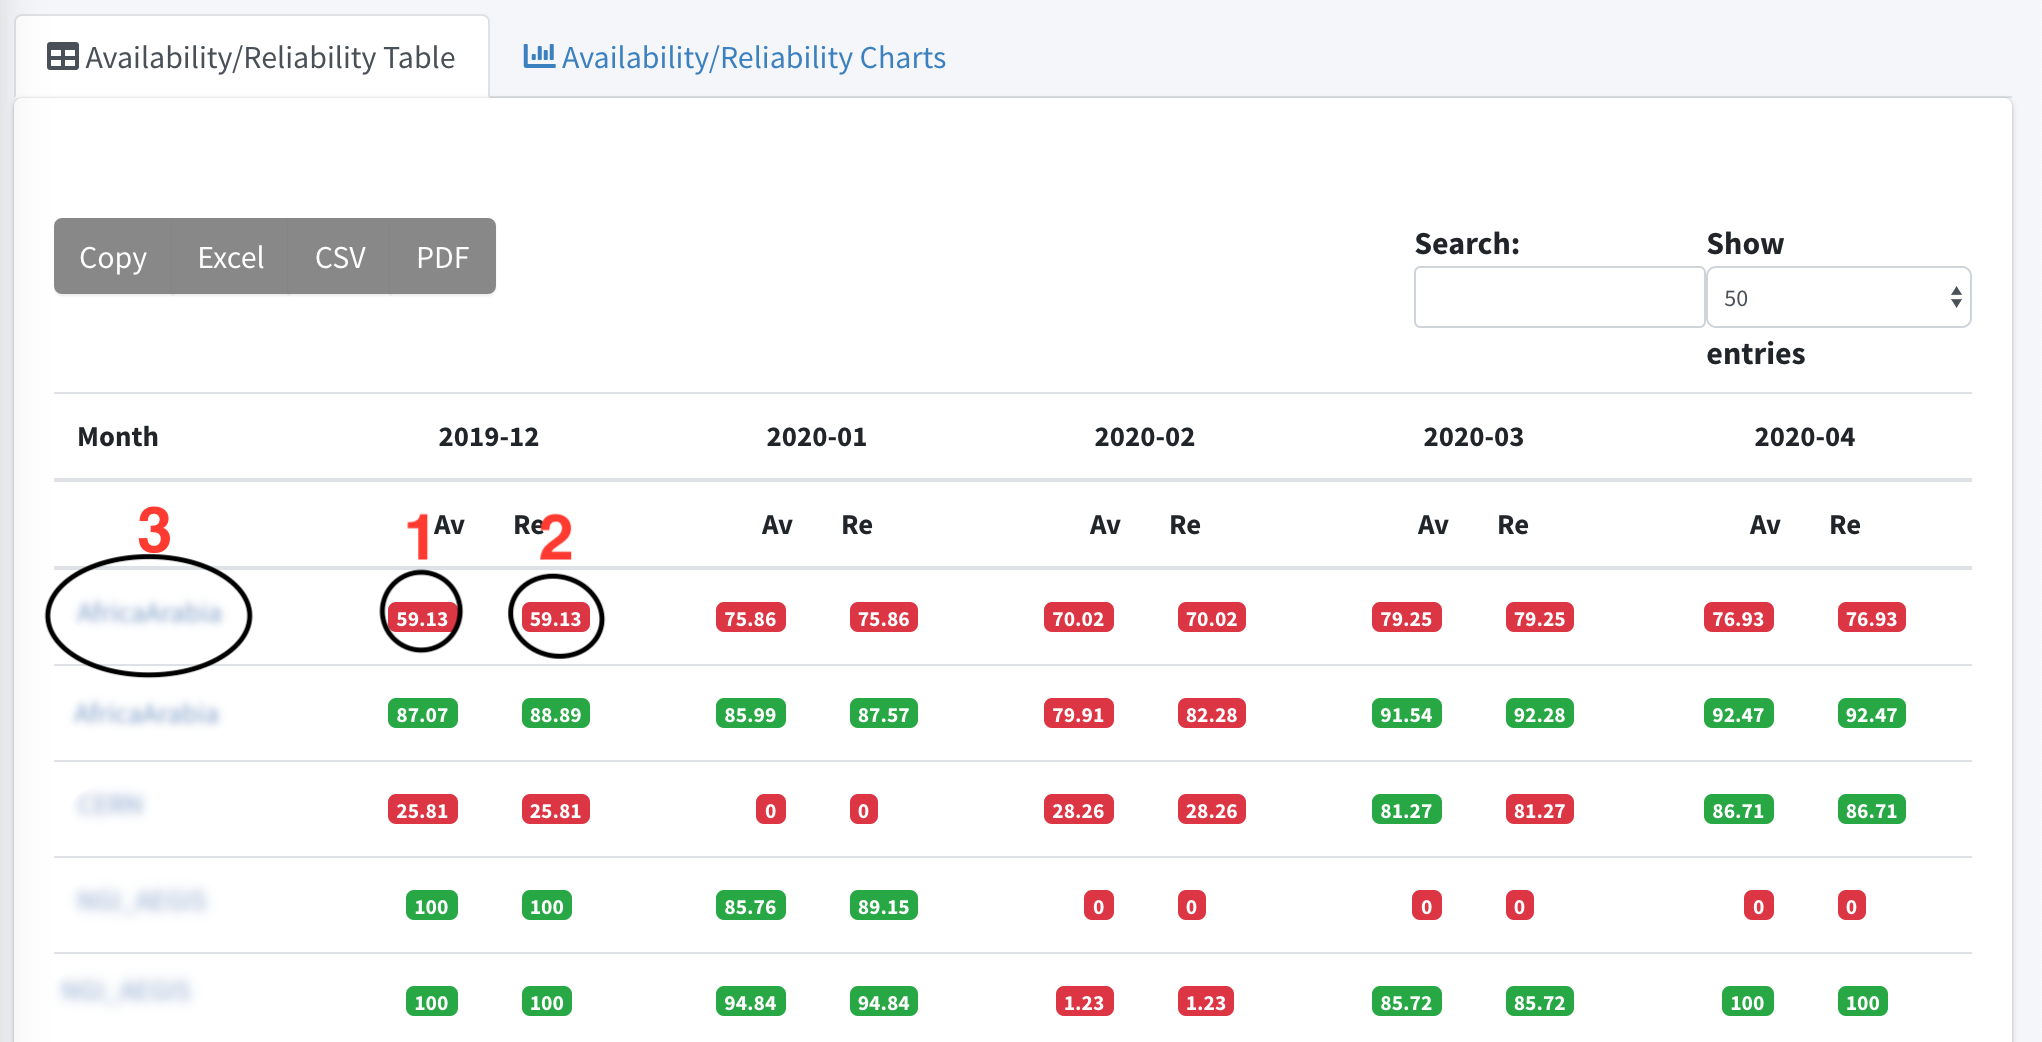 Availability/Reliability Table Availability/Reliability Charts
Copy Excel CSV PDF
Search: Show
50
entries
Month 2019-12 2020-01 2020-02 2020-03 2020-04
3 1 Av Re 2 Av Re Av Re Av Re Av Re
AfricaArabia 59.13 59.13 75.86 75.86 70.02 70.02 79.25 79.25 76.93 76.93
AfricaArabia 87.07 88.89 85.99 87.57 79.91 82.28 91.54 92.28 92.47 92.47
CERN 25.81 25.81 0 0 28.26 28.26 81.27 81.27 86.71 86.71
NGI_AEGIS 100 100 85.76 89.15 0 0 0 0 0 0
NGI_AEGIS 100 100 94.84 94.84 1.23 1.23 85.72 85.72 100 100